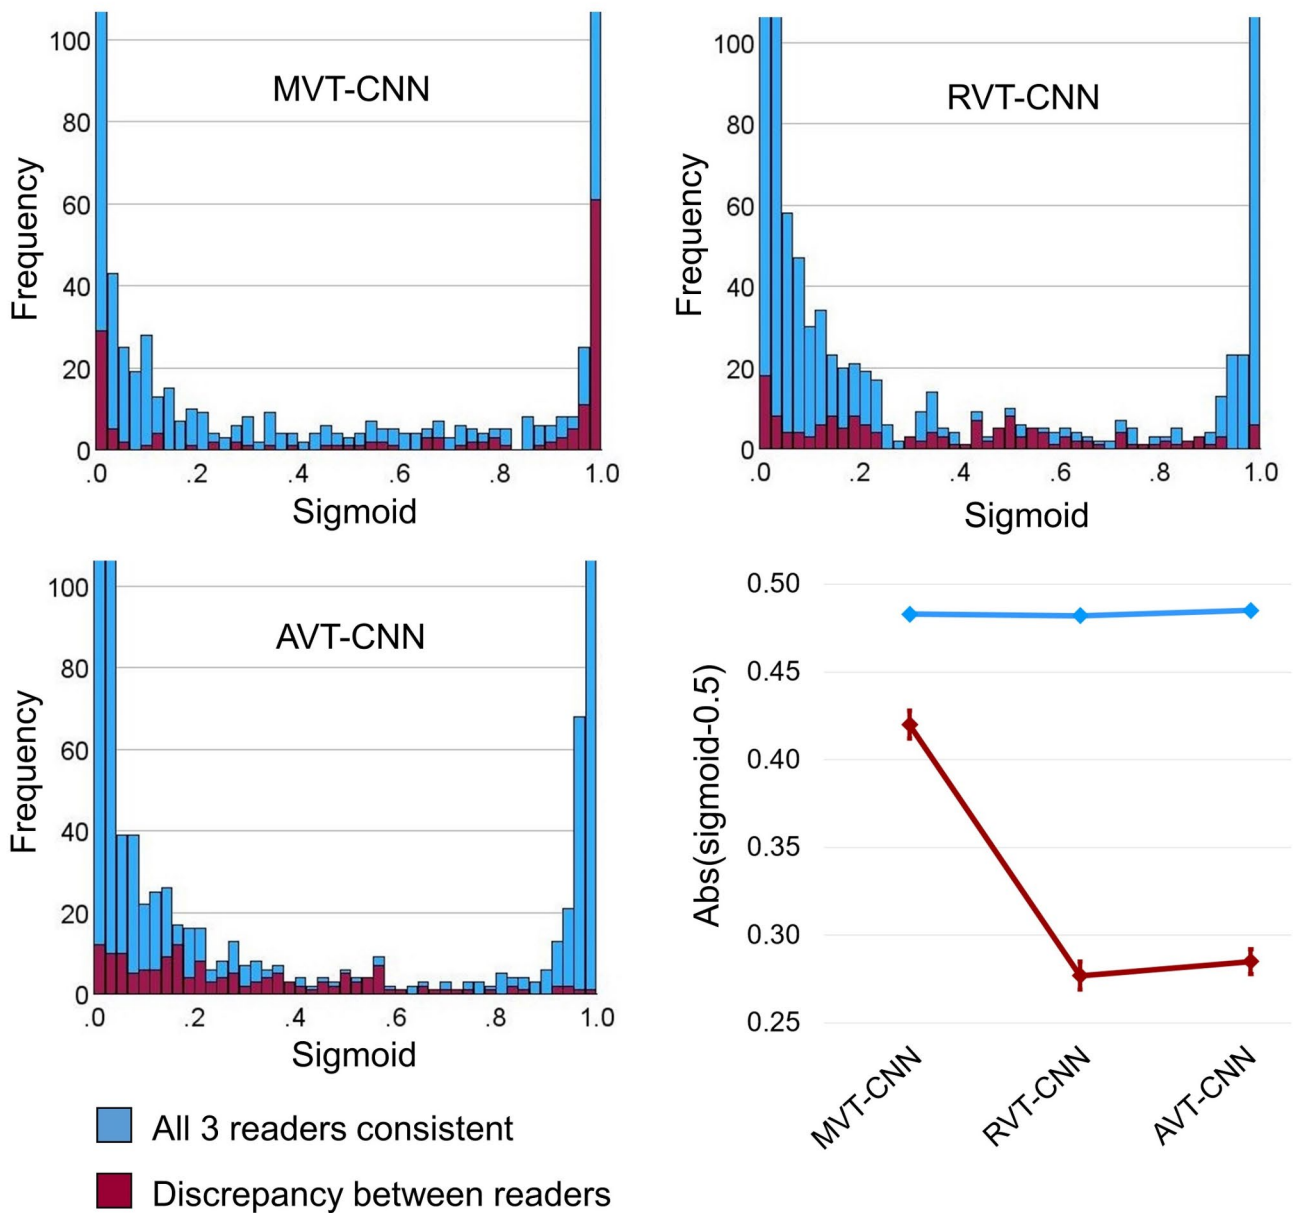 MVT-CNN
Frequency
100
80
60
40
20
0
.0 .2 .4 .6 .8 1.0
Sigmoid
RVT-CNN
Frequency
100
80
60
40
20
0
.0 .2 .4 .6 .8 1.0
Sigmoid
AVT-CNN
Frequency
100
80
60
40
20
0
.0 .2 .4 .6 .8 1.0
Sigmoid
Abs(sigmoid-0.5)
0.50
0.45
0.40
0.35
0.30
0.25
MVT-CNN RVT-CNN AVT-CNN
All 3 readers consistent
Discrepancy between readers